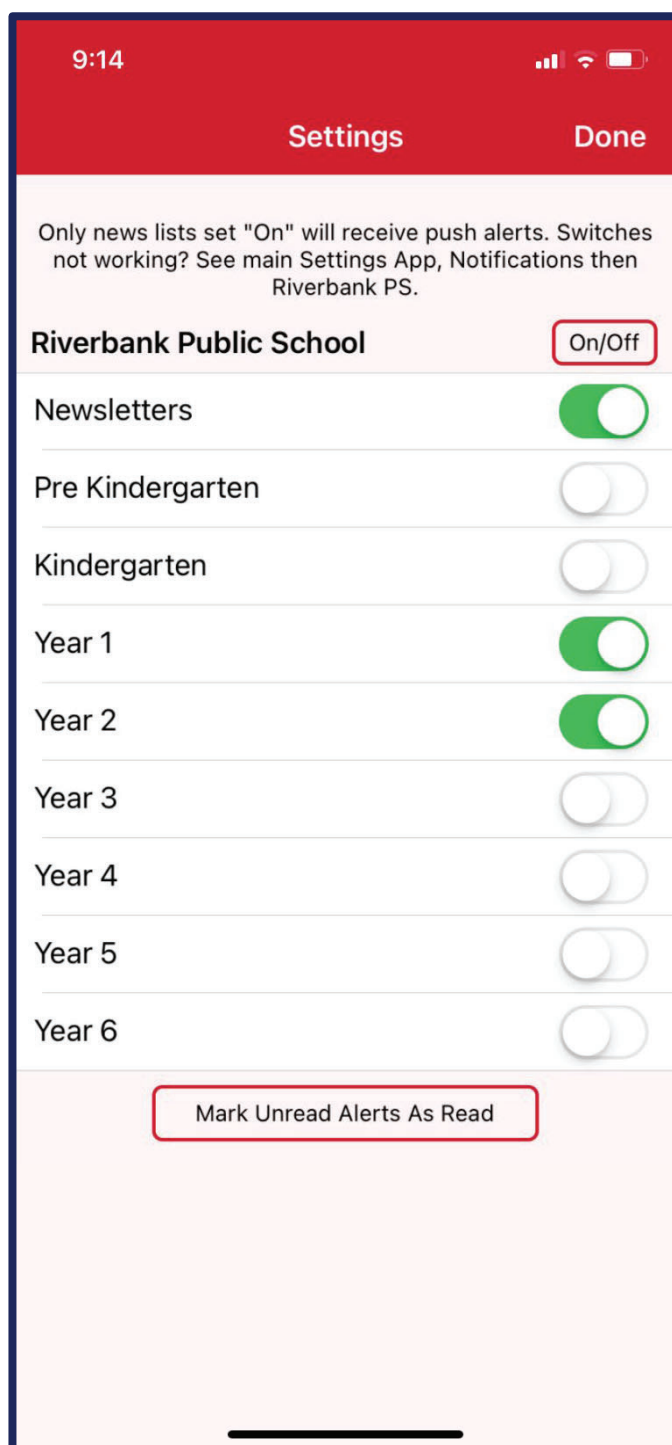 9:14
Settings Done
Only news lists set "On" will receive push alerts. Switches
not working? See main Settings App, Notifications then
Riverbank PS.
Riverbank Public School On/Off
Newsletters
Pre Kindergarten
Kindergarten
Year 1
Year 2
Year 3
Year 4
Year 5
Year 6
Mark Unread Alerts As Read